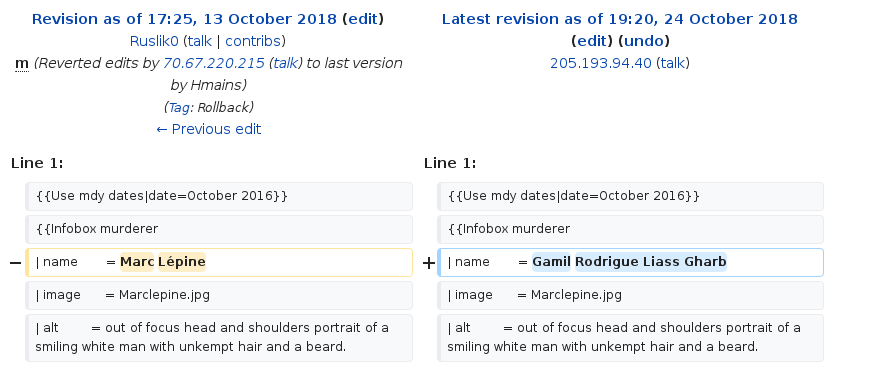 Revision as of 17:25, 13 October 2018 (edit)
Ruslik0 (talk | contribs)
m (Reverted edits by 70.67.220.215 (talk) to last version
by Hmains)
(Tag: Rollback)
← Previous edit
Latest revision as of 19:20, 24 October 2018
(edit) (undo)
205.193.94.40 (talk)
Line 1:
Line 1:
{{Use mdy dates|date=October 2016}}
{{Use mdy dates|date=October 2016}}
{{Infobox murderer
{{Infobox murderer
− | name = Marc Lépine
+ | name = Gamil Rodrigue Liass Gharb
| image = Marclepine.jpg
| image = Marclepine.jpg
| alt = out of focus head and shoulders portrait of a
smiling white man with unkempt hair and a beard.
| alt = out of focus head and shoulders portrait of a
smiling white man with unkempt hair and a beard.